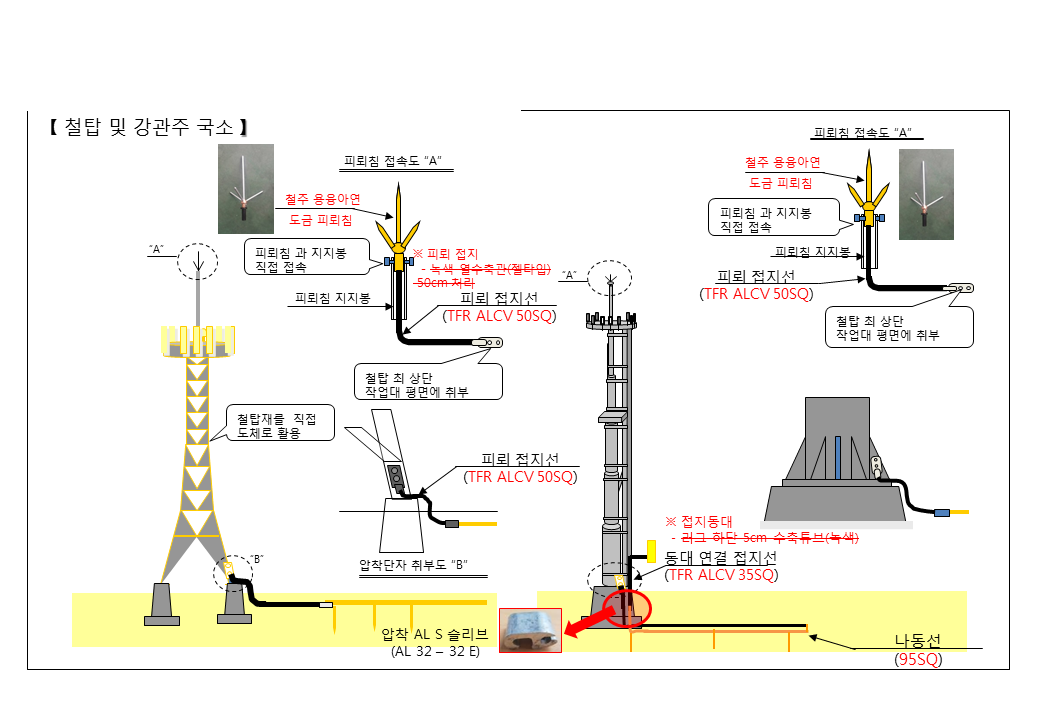 【 철탑 및 강관주 국소 】
피뢰침 접속도 “A”
철주 용융아연
도금 피뢰침
피뢰침 과 지지봉
직접 접속
피뢰침 지지봉
※ 피뢰 접지
- 녹색 열수축관(젤타입)
50cm 처리
피뢰 접지선
(TFR ALCV 50SQ)
철탑 최 상단
작업대 평면에 취부
“A”
철탑재를 직접
도체로 활용
피뢰 접지선
(TFR ALCV 50SQ)
압착단자 취부도 “B”
“B”
압착 AL S 슬리브
(AL 32 – 32 E)
피뢰침 접속도 “A”
철주 용융아연
도금 피뢰침
피뢰침 과 지지봉
직접 접속
피뢰침 지지봉
피뢰 접지선
(TFR ALCV 50SQ)
철탑 최 상단
작업대 평면에 취부
“A”
※ 접지동대
- 러그 하단 5cm 수축튜브(녹색)
동대 연결 접지선
(TFR ALCV 35SQ)
나동선
(95SQ)